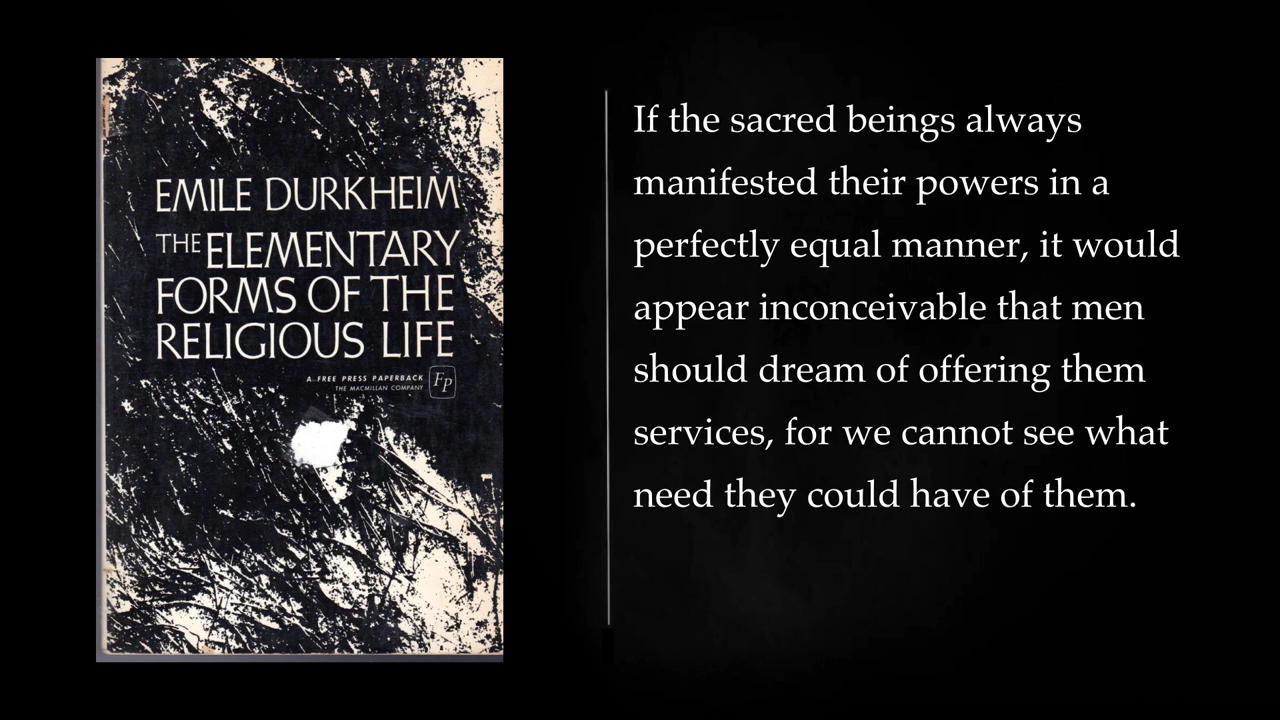 EMILE DURKHEIM
THE ELEMENTARY
FORMS OF THE
RELIGIOUS LIFE
A FREE PRESS PAPERBACK
THE MACMILLAN COMPANY
Fp
If the sacred beings always
manifested their powers in a
perfectly equal manner, it would
appear inconceivable that men
should dream of offering them
services, for we cannot see what
need they could have of them.